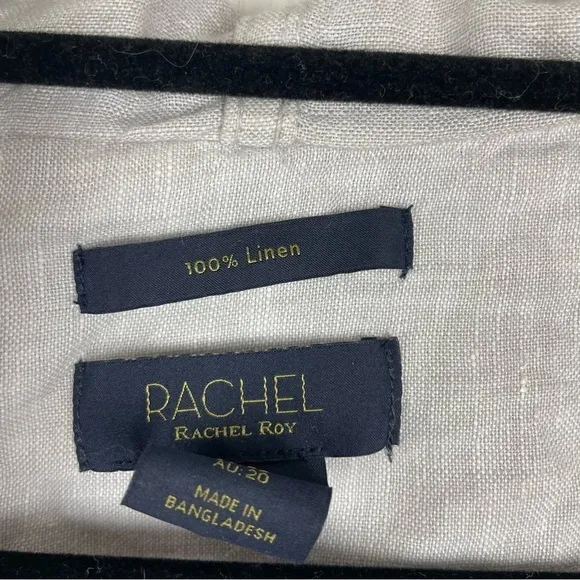 100% Linen
RACHEL
RACHEL ROY
AU: 20
MADE IN
BANGLADESH